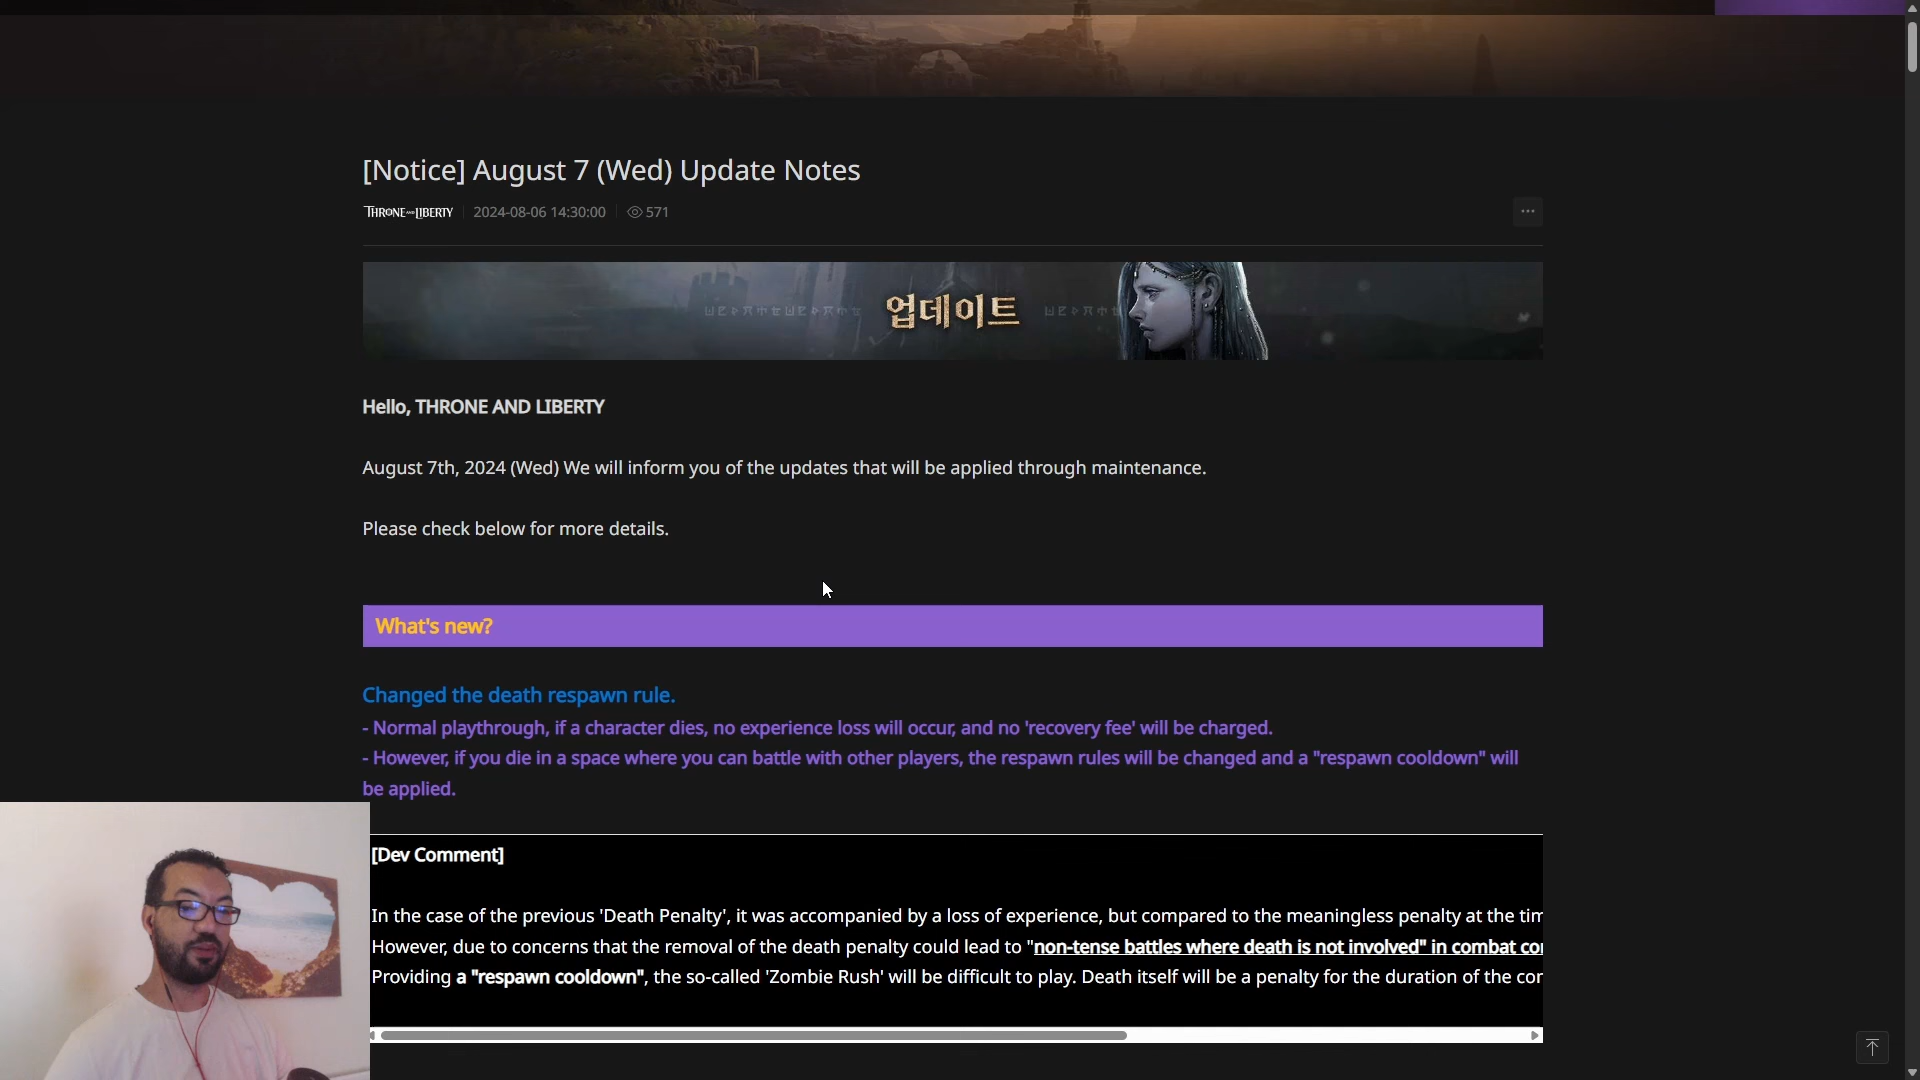 [Notice] August 7 (Wed) Update Notes
THRONE AND LIBERTY 2024-08-06 14:30:00 571
업데이트
Hello, THRONE AND LIBERTY
August 7th, 2024 (Wed) We will inform you of the updates that will be applied through maintenance.
Please check below for more details.
What's new?
Changed the death respawn rule.
- Normal playthrough, if a character dies, no experience loss will occur, and no 'recovery fee' will be charged.
- However, if you die in a space where you can battle with other players, the respawn rules will be changed and a "respawn cooldown" will
be applied.
[Dev Comment]
In the case of the previous 'Death Penalty', it was accompanied by a loss of experience, but compared to the meaningless penalty at the
However, due to concerns that the removal of the death penalty could lead to "non-tense battles where death is not involved" in combat
Providing a "respawn cooldown", the so-called 'Zombie Rush' will be difficult to play. Death itself will be a penalty for the duration of the